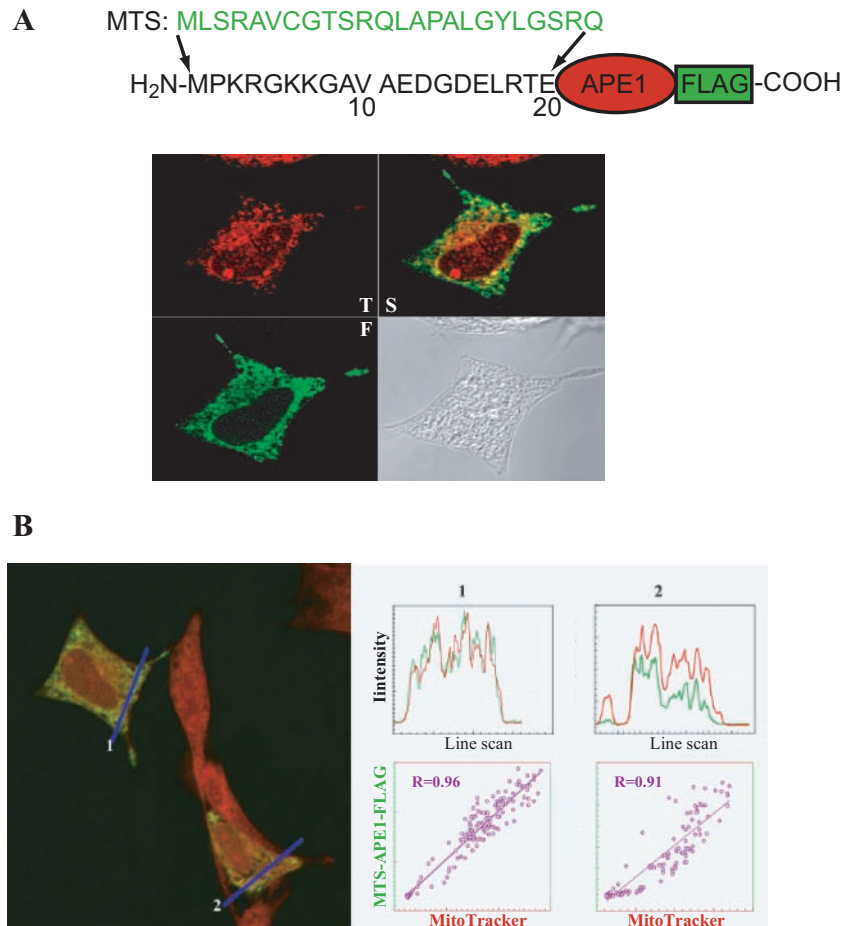 A
MTS: MLSRAVCGTSRQLAPALGYLGSRQ
H2N-MPKRGKKGAV AEDGDELRTE APE1 FLAG -COOH
10 20
T S
F
B
1 2
Iintensity
Line scan Line scan
1
MTS-APE1-FLAG
R=0.96 R=0.91
2
MitoTracker MitoTracker